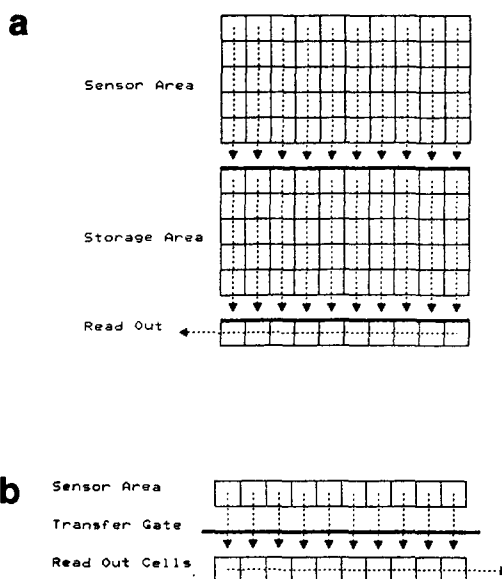 a
Sensor Area
Storage Area
Read Out
b
Sensor Area
Transfer Gate
Read Out Cells